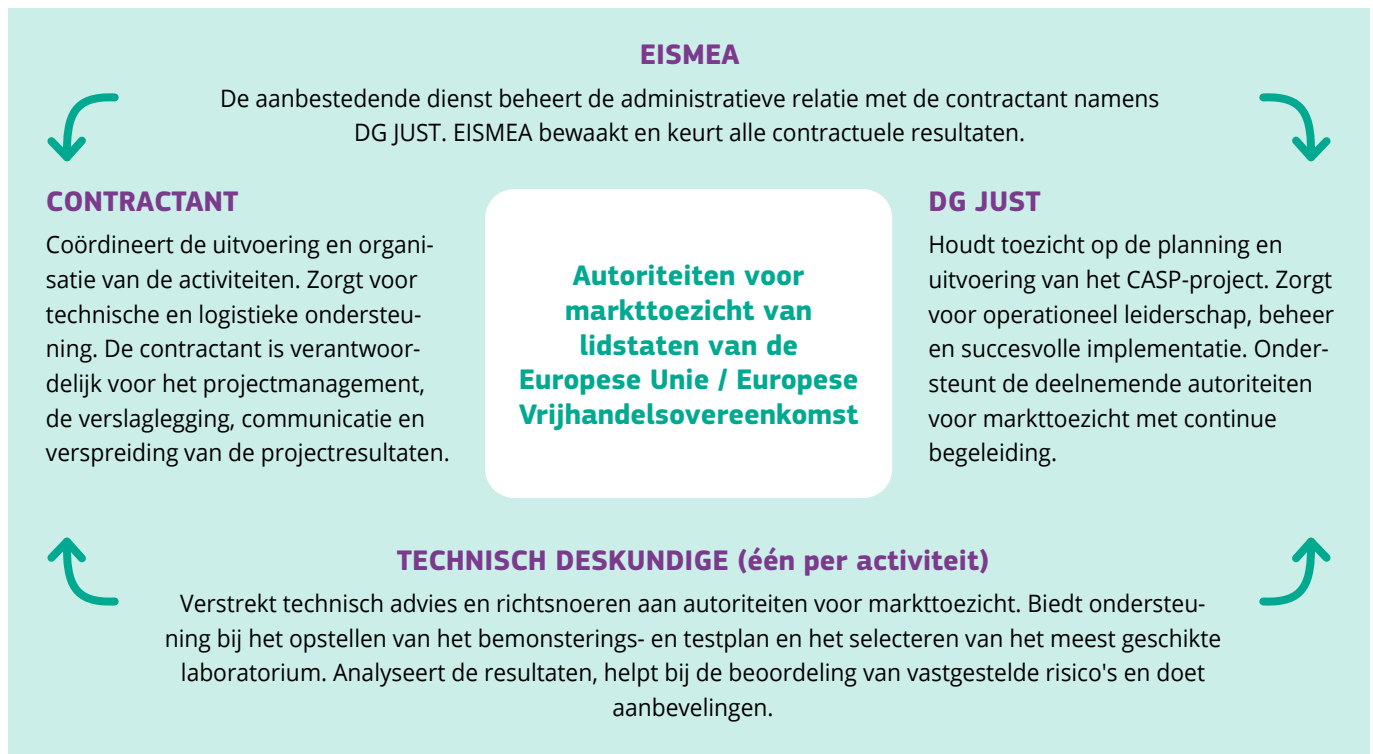 EISMEA
De aanbestedende dienst beheert de administratieve relatie met de contractant namens
DG JUST. EISMEA bewaakt en keurt alle contractuele resultaten.
CONTRACTANT
Coördineert de uitvoering en organi-
satie van de activiteiten. Zorgt voor
technische en logistieke ondersteu-
ning. De contractant is verantwoor-
delijk voor het projectmanagement,
de verslaglegging, communicatie en
verspreiding van de projectresultaten.
Autoriteiten voor
markttoezicht van
lidstaten van de
Europese Unie / Europese
Vrijhandelsovereenkomst
DG JUST
Houdt toezicht op de planning en
uitvoering van het CASP-project. Zorgt
voor operationeel leiderschap, beheer
en succesvolle implementatie. Onder-
steunt de deelnemende autoriteiten
voor markttoezicht met continue
begeleiding.
TECHNISCH DESKUNDIGE (één per activiteit)
Verstrekt technisch advies en richtsnoeren aan autoriteiten voor markttoezicht. Biedt ondersteu-
ning bij het opstellen van het bemonsterings- en testplan en het selecteren van het meest geschikte
laboratorium. Analyseert de resultaten, helpt bij de beoordeling van vastgestelde risico's en doet
aanbevelingen.